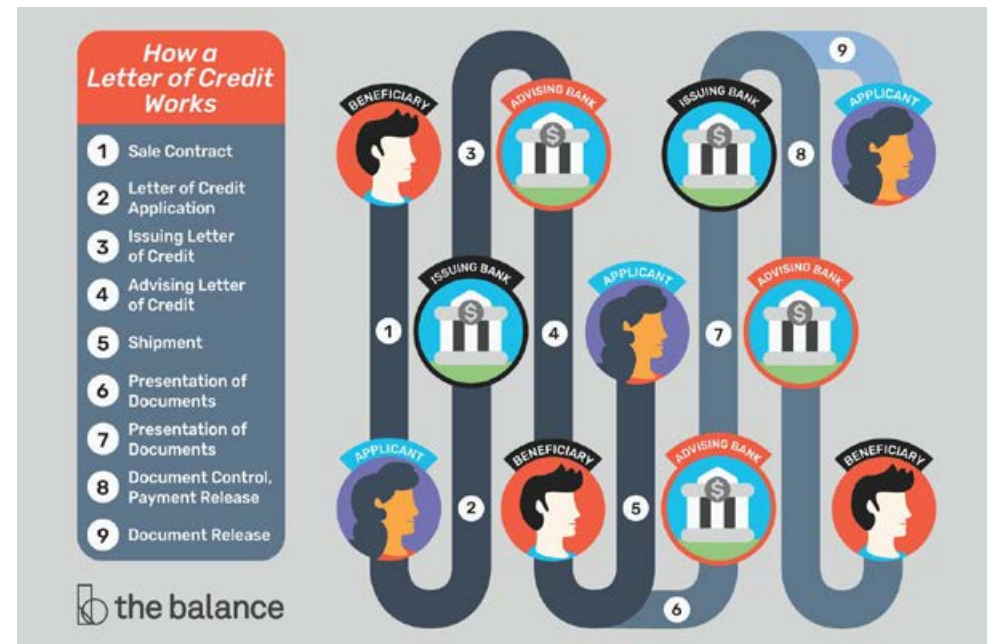 How a
Letter of Credit
Works
1 Sale Contract
2 Letter of Credit
Application
3 Issuing Letter
of Credit
4 Advising Letter
of Credit
5 Shipment
6 Presentation of
Documents
7 Presentation of
Documents
8 Document Control,
Payment Release
9 Document Release
the balance
BENEFICIARY
3
ADVISING BANK
ISSUING BANK
8
9
APPLICANT
1
ISSUING BANK
4
APPLICANT
7
ADVISING BANK
APPLICANT
2
BENEFICIARY
5
ADVISING BANK
6
BENEFICIARY
$
$
$
$
$